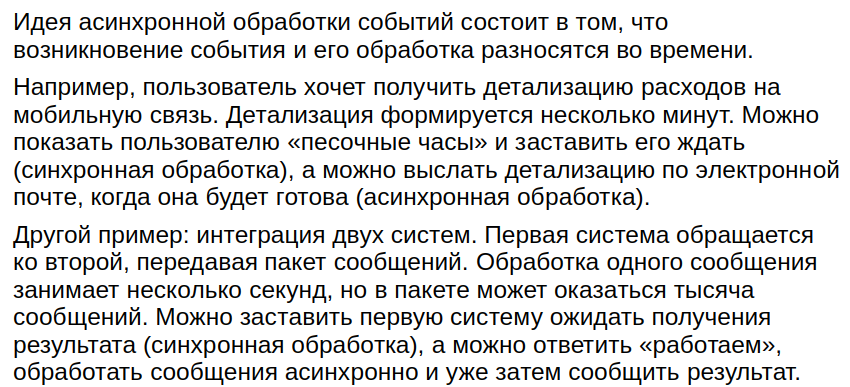 Идея асинхронной обработки событий состоит в том, что
возникновение события и его обработка разносятся во времени.
Например, пользователь хочет получить детализацию расходов на
мобильную связь. Детализация формируется несколько минут. Можно
показать пользователю «песочные часы» и заставить его ждать
(синхронная обработка), а можно выслать детализацию по электронной
почте, когда она будет готова (асинхронная обработка).
Другой пример: интеграция двух систем. Первая система обращается
ко второй, передавая пакет сообщений. Обработка одного сообщения
занимает несколько секунд, но в пакете может оказаться тысяча
сообщений. Можно заставить первую систему ожидать получения
результата (синхронная обработка), а можно ответить «работаем»,
обработать сообщения асинхронно и уже затем сообщить результат.